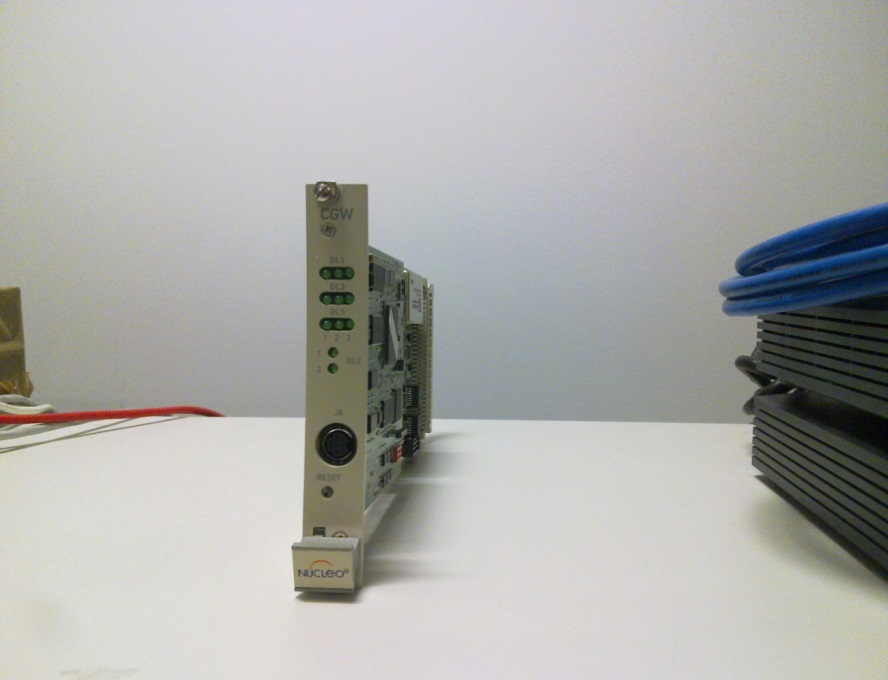 CGW
DL1
DL3
DL5
1 2 3
1 DL2
2
J8
RESET
NUCLeO